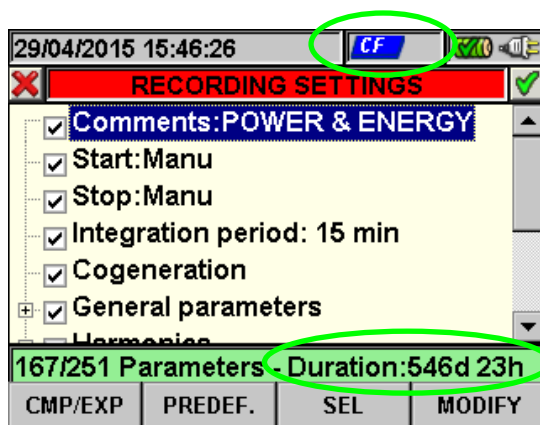 29/04/2015 15:46:26 CF
RECORDING SETTINGS
Comments:POWER & ENERGY
Start:Manu
Stop:Manu
Integration period: 15 min
Cogeneration
General parameters
Harmonics
167/251 Parameters - Duration:546d 23h
CMP/EXP PREDEF. SEL MODIFY